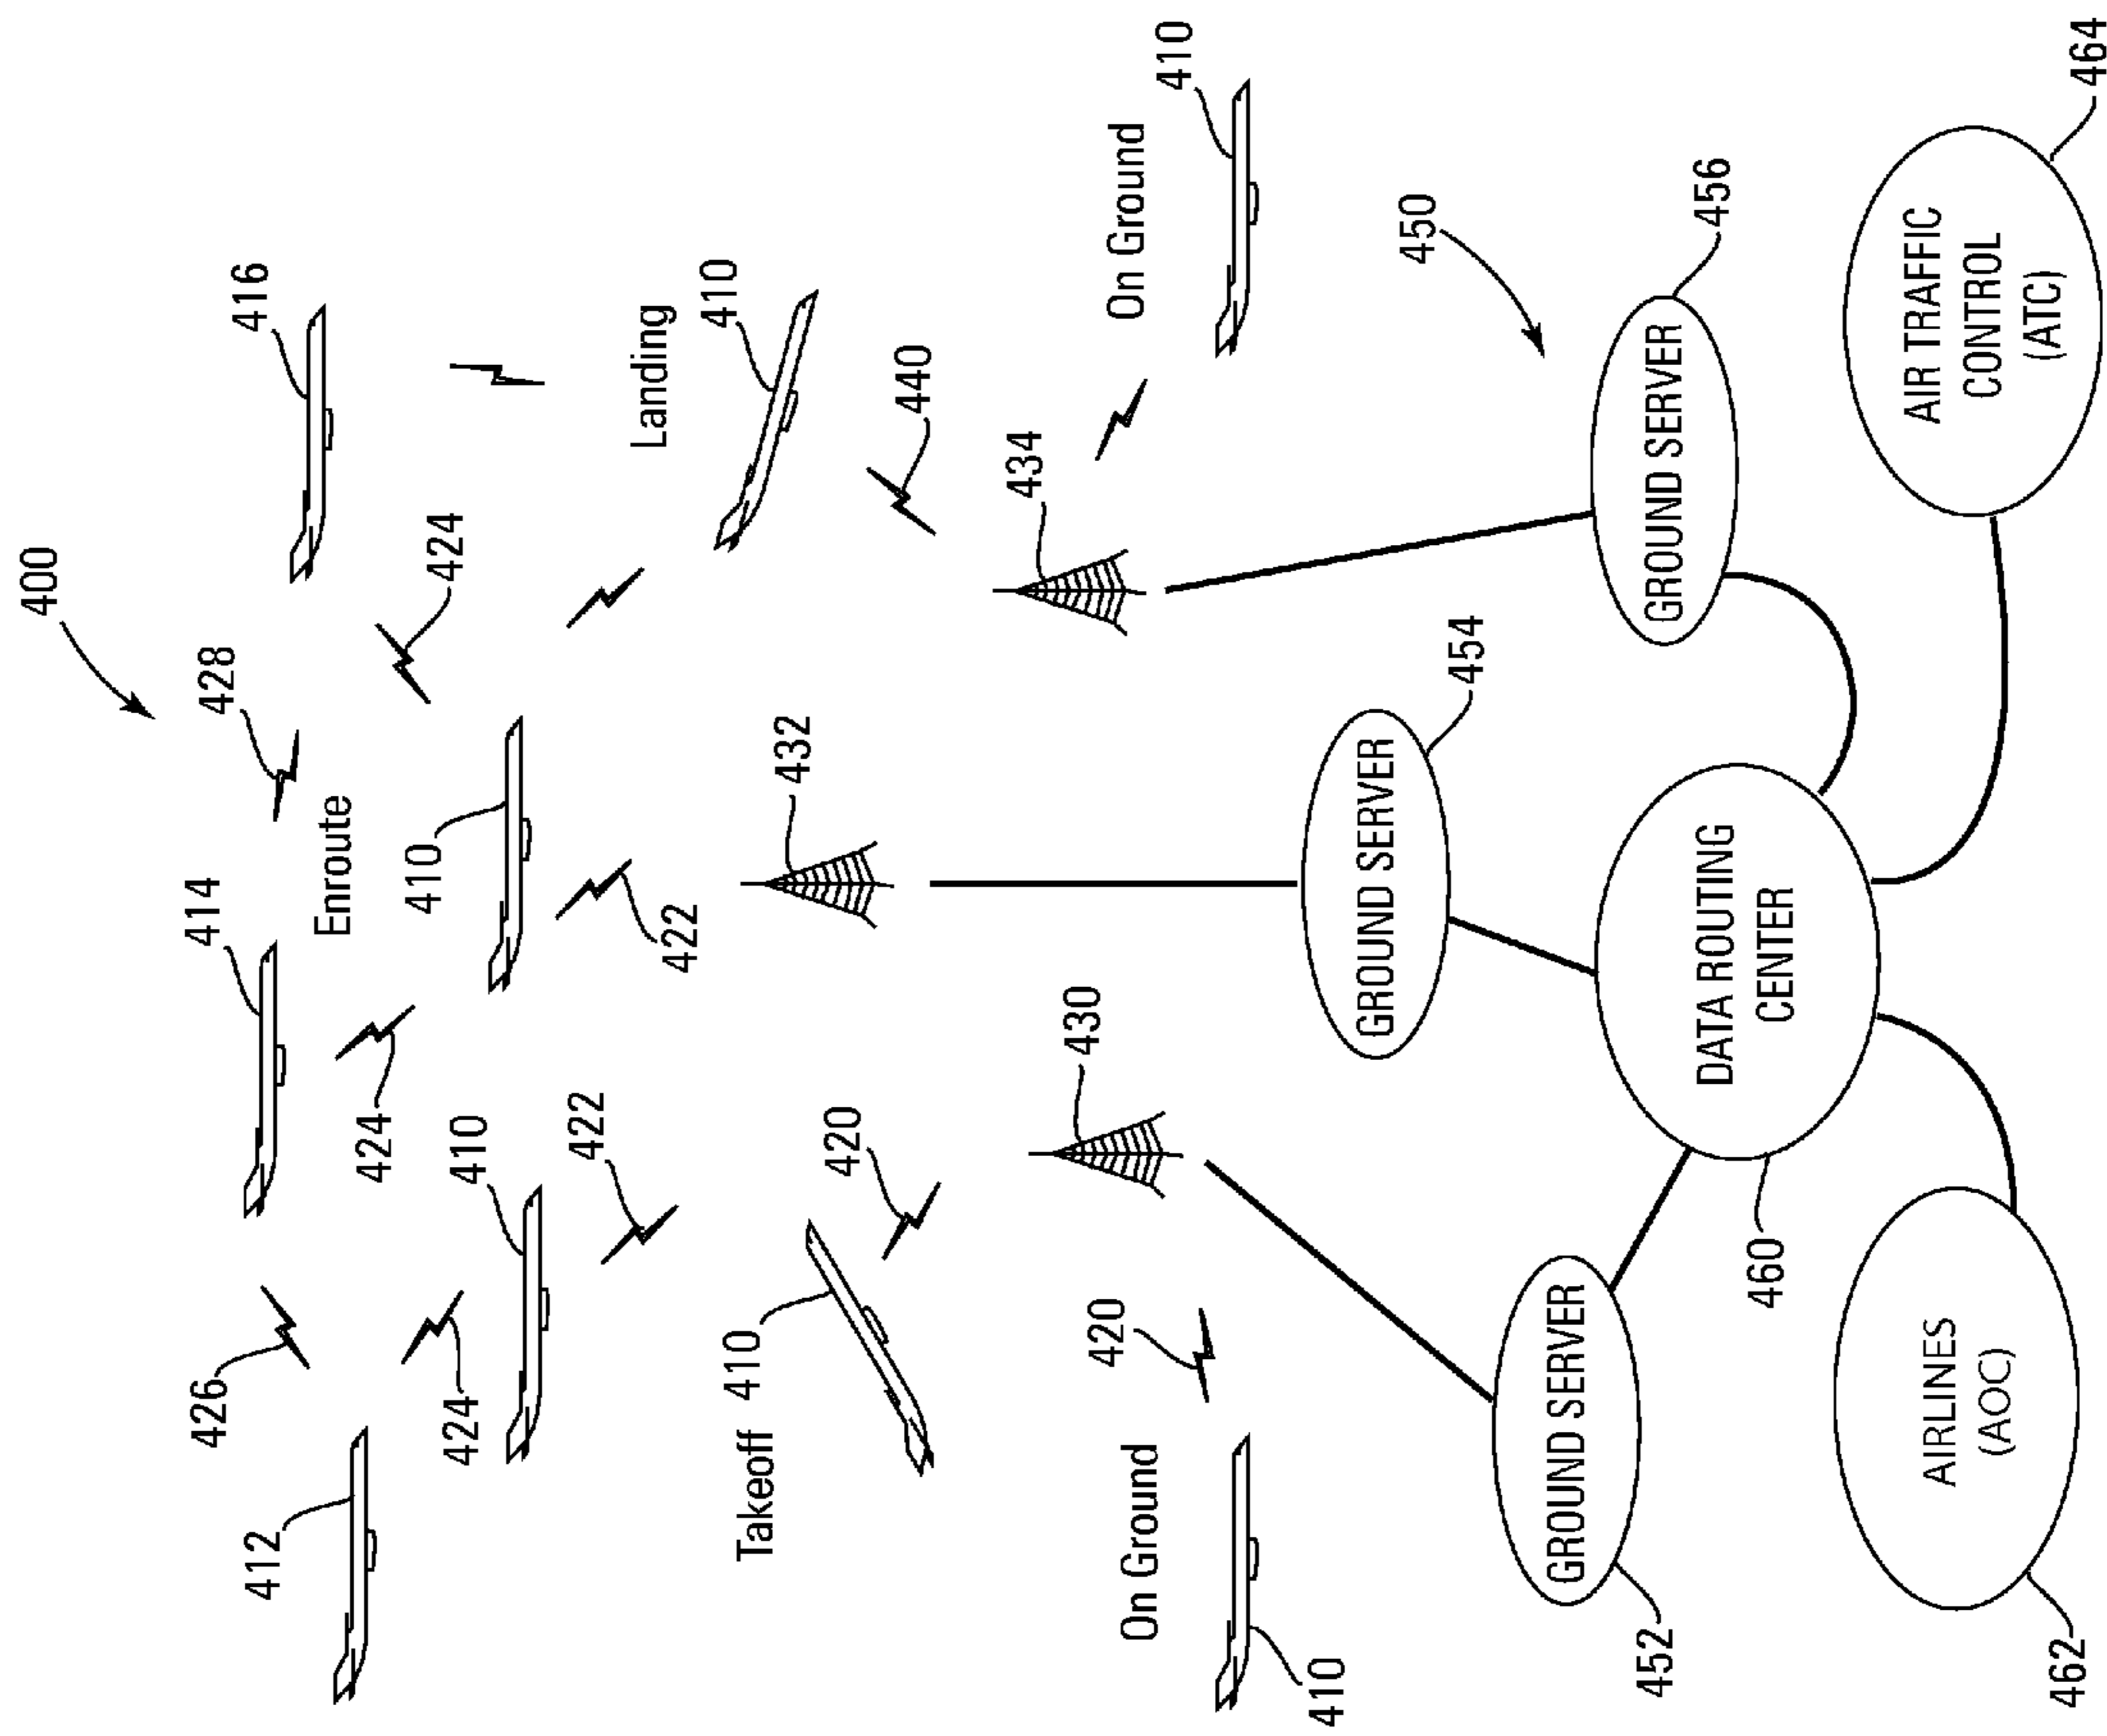 400
414
428
416
426
412
Enroute
424
410
424
424
410
422
Landing
422
410
Takeoff
410
432
420
440
434
430
420
On Ground
On Ground
410
410
GROUND SERVER
450
454
GROUND SERVER
GROUND SERVER
452
456
DATA ROUTING
CENTER
460
AIRLINES
(AOC)
AIR TRAFFIC
CONTROL
(ATC)
462
464